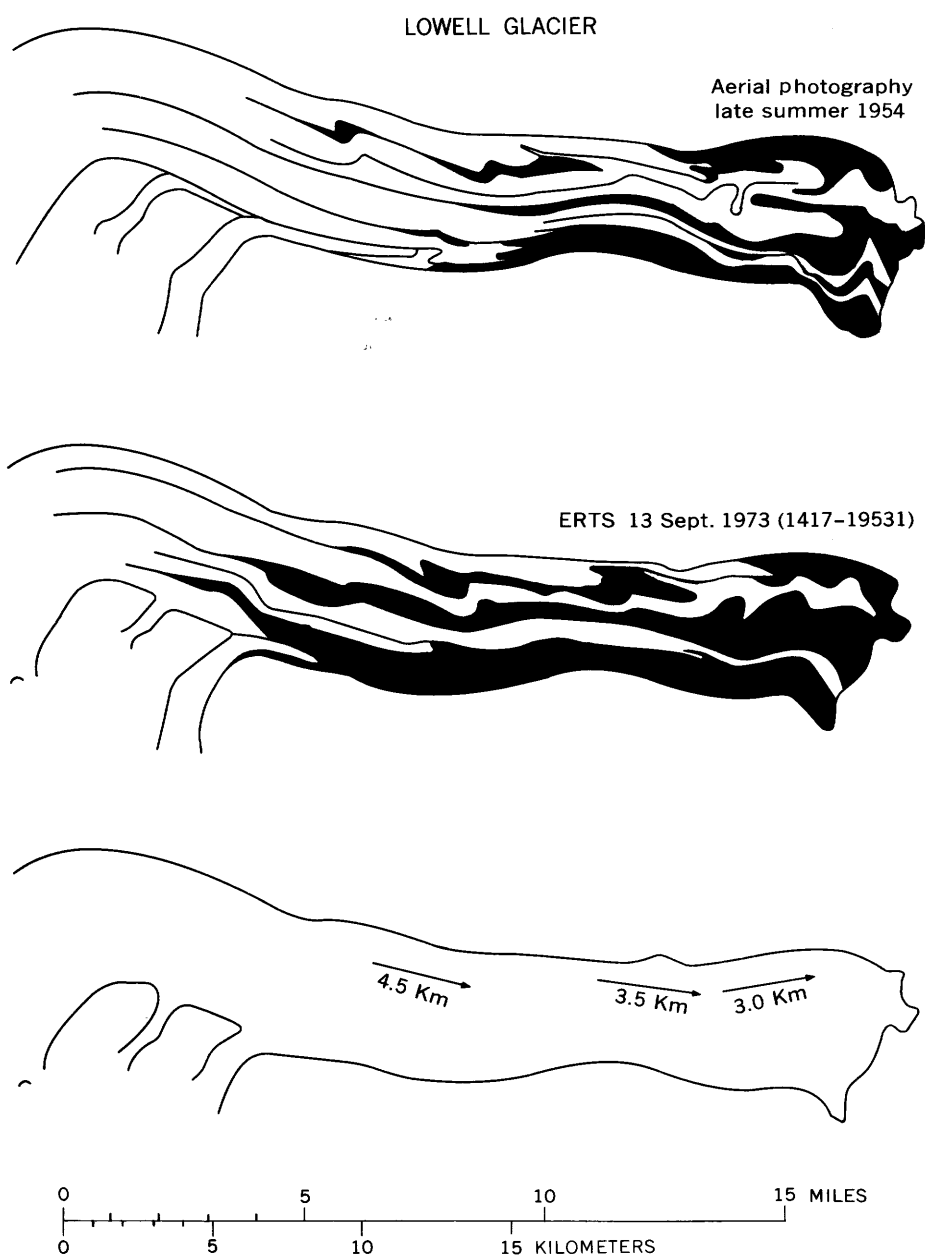 LOWELL GLACIER
Aerial photography
late summer 1954
ERTS 13 Sept. 1973 (1417-19531)
4.5 Km
3.5 Km
3.0 Km
0 5 10 15 MILES
0 5 10 15 KILOMETERS